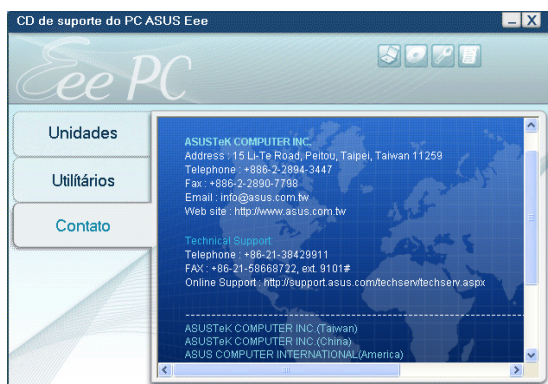 CD de suporte do PC ASUS Eee
Eee PC
Unidades
Utilitários
Contato
ASUSTeK COMPUTER INC.
Address : 15 Li-Te Road, Peitou, Taipei, Taiwan 11259
Telephone : +886-2-2894-3447
Fax : +886-2-2890-7798
Email : info@asus.com.tw
Web site : http://www.asus.com.tw
Technical Support
Telephone : +86-21-38429911
FAX : +86-21-58668722, ext. 9101#
Online Support : http://support.asus.com/techserv/techserv.aspx
--------------------------------------------------------------------
ASUSTeK COMPUTER INC.(Taiwan)
ASUSTeK COMPUTER INC.(China)
ASUS COMPUTER INTERNATIONAL(America)